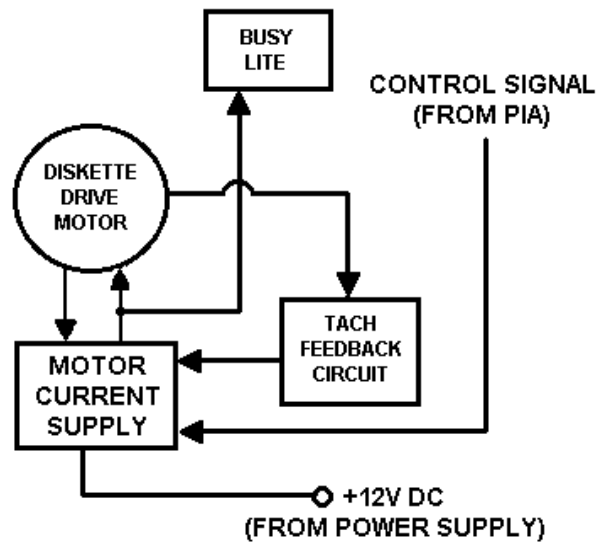 BUSY
LITE
CONTROL SIGNAL
(FROM PIA)
DISKETTE
DRIVE
MOTOR
TACH
FEEDBACK
CIRCUIT
MOTOR
CURRENT
SUPPLY
+12V DC
(FROM POWER SUPPLY)